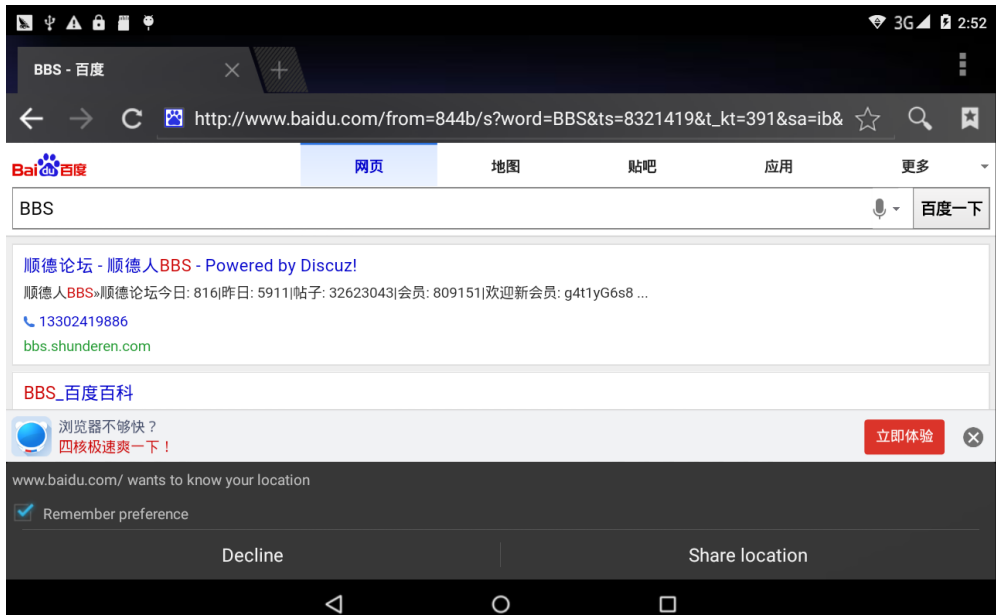 3G 2:52
BBS - 百度
http://www.baidu.com/from=844b/s?word=BBS&ts=8321419&t_kt=391&sa=ib&
Bai du 百度 网页 地图 贴吧 应用 更多
BBS 百度一下
顺德论坛 - 顺德人BBS - Powered by Discuz!
顺德人BBS»顺德论坛今日: 816|昨日: 5911|帖子: 32623043|会员: 809151|欢迎新会员: g4t1yG6s8 ...
13302419886
bbs.shunderen.com
BBS_百度百科
浏览器不够快？
四核极速爽一下！
立即体验
www.baidu.com/ wants to know your location
Remember preference
Decline Share location